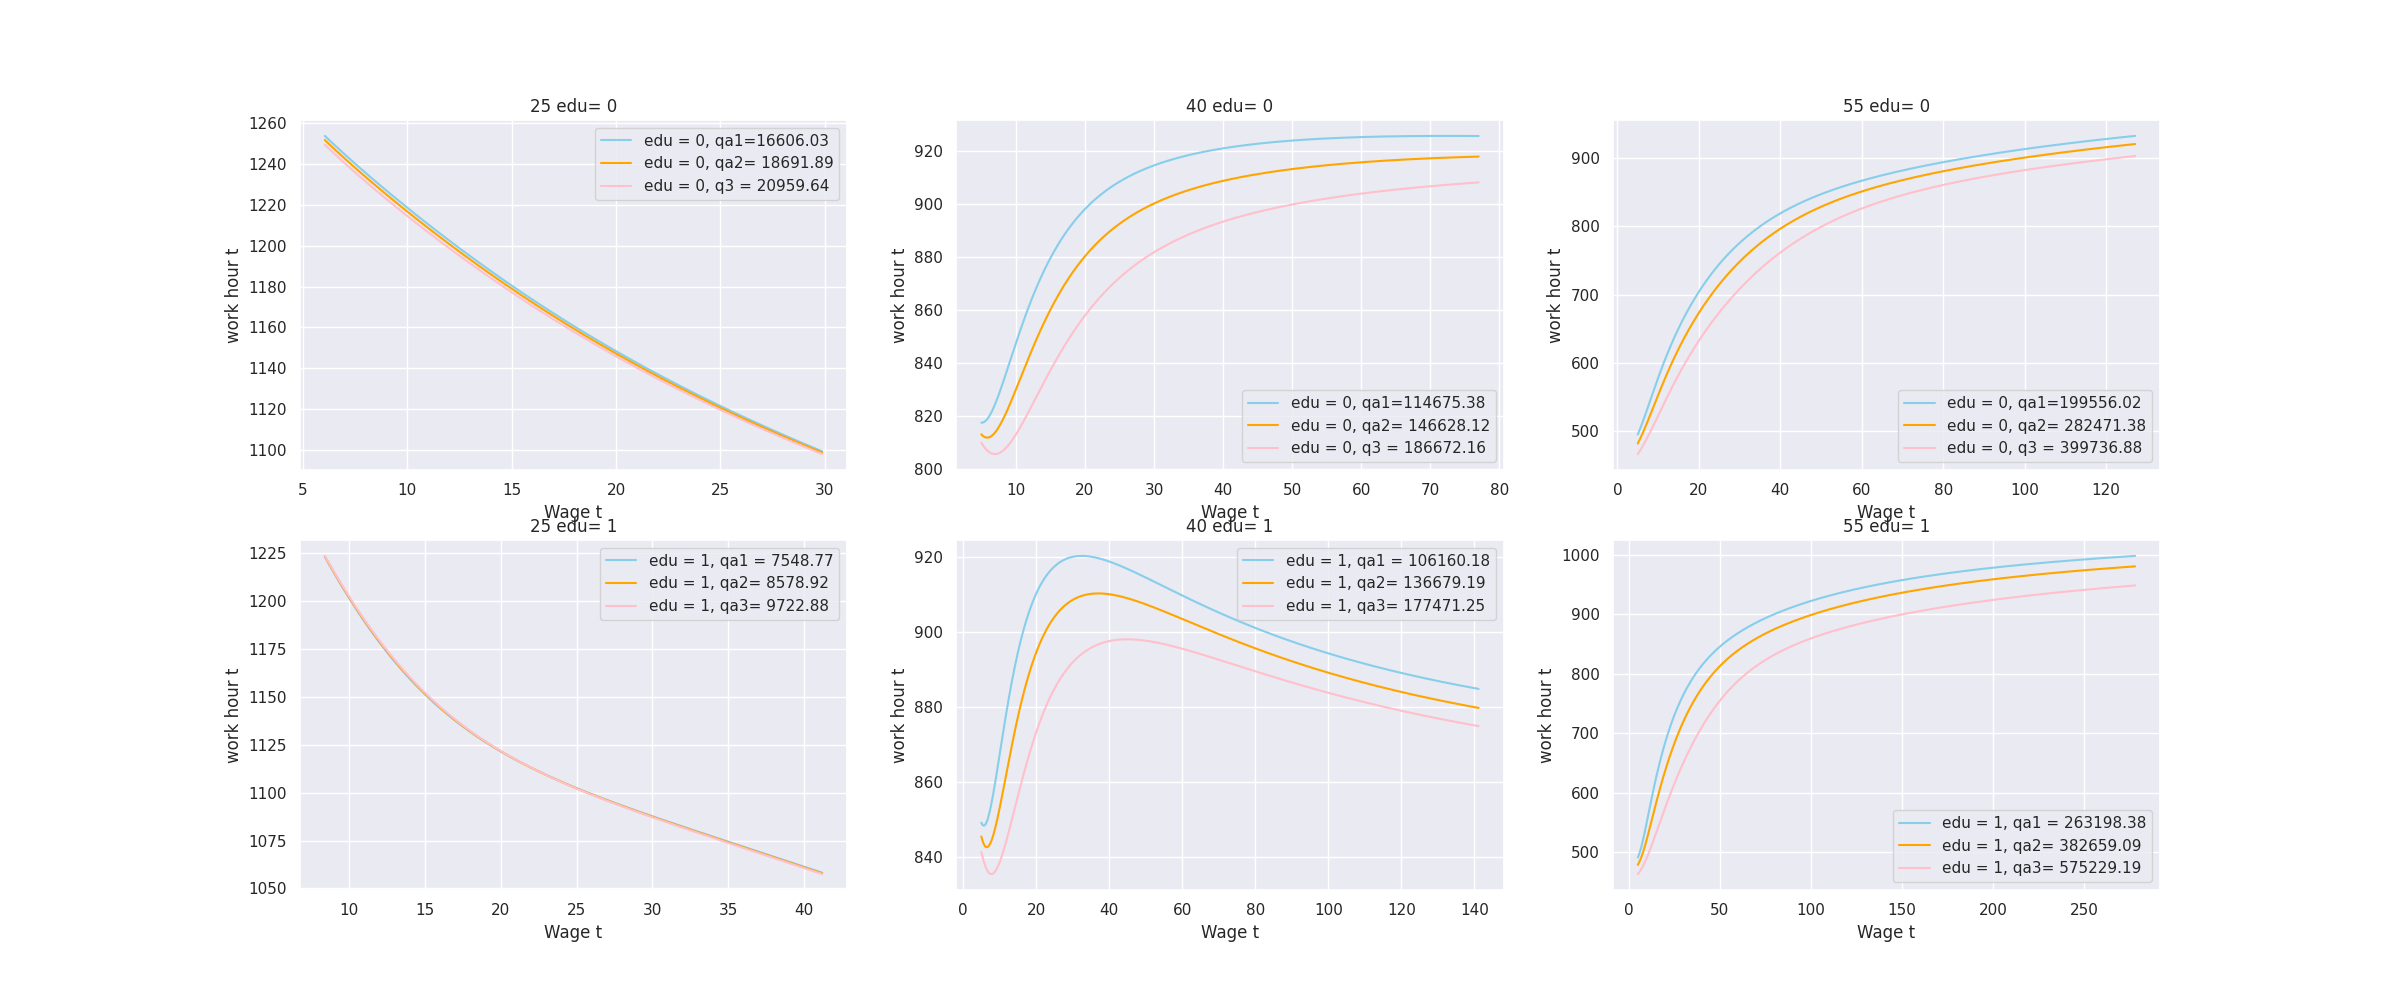 25 edu= 0
1260
1240
1220
1200
1180
1160
1140
1120
1100
work hour t
edu = 0, qa1=16606.03
edu = 0, qa2= 18691.89
edu = 0, q3 = 20959.64
5 10 15 20 25 30
Wage t
40 edu= 0
920
900
880
860
840
820
800
work hour t
edu = 0, qa1=114675.38
edu = 0, qa2= 146628.12
edu = 0, q3 = 186672.16
10 20 30 40 50 60 70 80
Wage t
55 edu= 0
900
800
700
600
500
work hour t
edu = 0, qa1=199556.02
edu = 0, qa2= 282471.38
edu = 0, q3 = 399736.88
0 20 40 60 80 100 120
Wage t
25 edu= 1
1225
1200
1175
1150
1125
1100
1075
1050
work hour t
edu = 1, qa1 = 7548.77
edu = 1, qa2= 8578.92
edu = 1, qa3= 9722.88
10 15 20 25 30 35 40
Wage t
40 edu= 1
920
900
880
860
840
work hour t
edu = 1, qa1 = 106160.18
edu = 1, qa2= 136679.19
edu = 1, qa3= 177471.25
0 20 40 60 80 100 120 140
Wage t
55 edu= 1
1000
900
800
700
600
500
work hour t
edu = 1, qa1 = 263198.38
edu = 1, qa2= 382659.09
edu = 1, qa3= 575229.19
0 50 100 150 200 250
Wage t